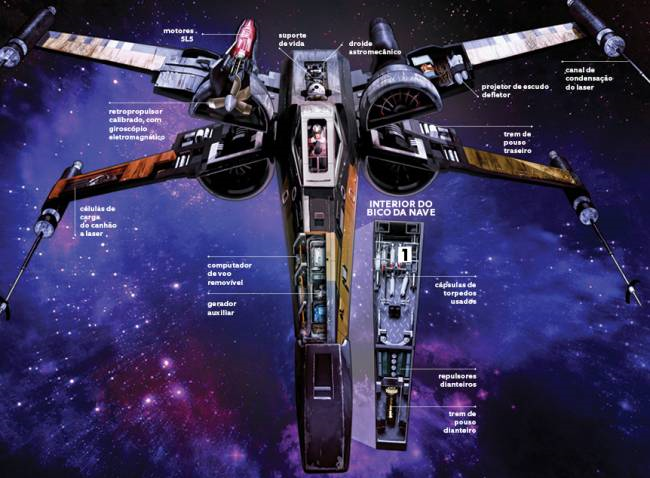 motores
5L5
suporte
de vida
droide
astromecânico
canal de
condensação
do laser
projetor de escudo
defletor
retropropulsor
calibrado, com
giroscópio
eletromagnético
trem de
pouso
traseiro
células de
carga
do canhão
a laser
INTERIOR DO
BICO DA NAVE
1
computador
de voo
removível
gerador
auxiliar
cápsulas de
torpedos
usados
repulsores
dianteiros
trem de
pouso
dianteiro